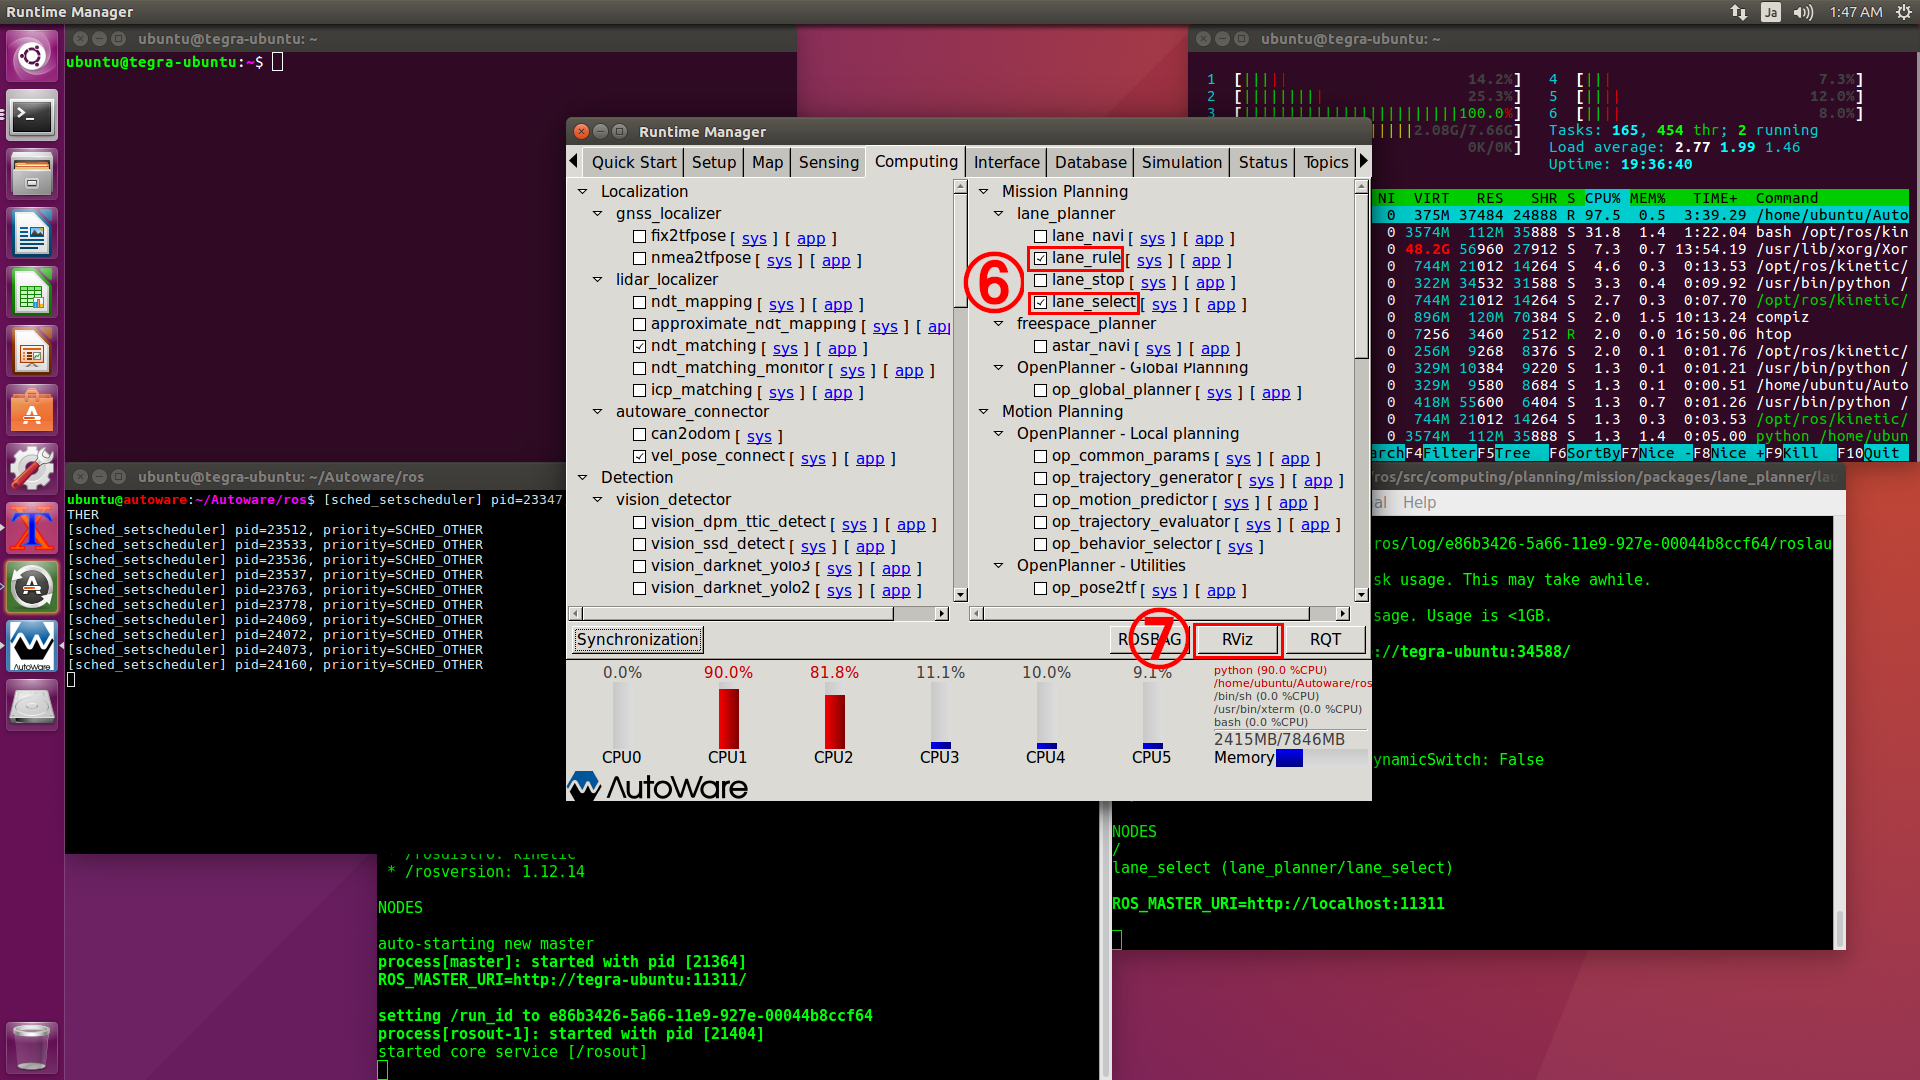 Runtime Manager
Ja
1:47 AM
ubuntu@tegra-ubuntu: ~
ubuntu@tegra-ubuntu:~$
ubuntu@tegra-ubuntu: ~
1 [||||| 14.2%] 4 [||| 7.3%]
2 [||||||||| 25.3%] 5 [|||| 12.0%]
3 [||||||||||||||||||||||||100.0%] 6 [|||| 8.0%]
2.08G/7.66G] Tasks: 165, 454 thr; 2 running
0K/0K] Load average: 2.77 1.99 1.46
Uptime: 19:36:40
NI VIRT RES SHR S CPU% MEM% TIME+ Command
0 375M 37484 24888 R 97.5 0.5 3:39.29 /home/ubuntu/Auto
0 3574M 112M 35888 S 31.8 1.4 1:22.04 bash /opt/ros/kin
0 48.2G 56960 27912 S 7.3 0.7 13:54.19 /usr/lib/xorg/Xor
0 744M 21012 14264 S 4.6 0.3 0:13.53 /opt/ros/kinetic/
0 322M 34532 31588 S 3.3 0.4 0:09.92 /usr/bin/python /
0 744M 21012 14264 S 2.7 0.3 0:07.70 /opt/ros/kinetic/
0 896M 120M 70384 S 2.0 1.5 10:13.24 compiz
0 7256 3460 2512 R 2.0 0.0 16:50.06 htop
0 256M 9268 8376 S 2.0 0.1 0:01.76 /opt/ros/kinetic/
0 329M 10384 9220 S 1.3 0.1 0:01.21 /usr/bin/python /
0 329M 9580 8684 S 1.3 0.1 0:00.51 /home/ubuntu/Auto
0 418M 55600 6404 S 1.3 0.7 0:01.26 /usr/bin/python /
0 744M 21012 14264 S 1.3 0.3 0:03.53 /opt/ros/kinetic/
0 3574M 112M 35888 S 1.3 1.4 0:05.00 python /home/ubun
archF4FilterF5Tree F6SortByF7Nice -F8Nice +F9Kill F10Quit
Runtime Manager
Quick Start Setup Map Sensing Computing Interface Database Simulation Status Topics
Localization
gnss_localizer
fix2tfpose [ sys ] [ app ]
nmea2tfpose [ sys ] [ app ]
lidar_localizer
ndt_mapping [ sys ] [ app ]
approximate_ndt_mapping [ sys ] [ app
ndt_matching [ sys ] [ app ]
ndt_matching_monitor [ sys ] [ app ]
icp_matching [ sys ] [ app ]
autoware_connector
can2odom [ sys ]
vel_pose_connect [ sys ] [ app ]
Detection
vision_detector
vision_dpm_ttic_detect [ sys ] [ app ]
vision_ssd_detect [ sys ] [ app ]
vision_darknet_yolo3 [ sys ] [ app ]
vision_darknet_yolo2 [ sys ] [ app ]
Mission Planning
lane_planner
lane_navi [ sys ] [ app ]
lane_rule [ sys ] [ app ]
lane_stop [ sys ] [ app ]
lane_select [ sys ] [ app ]
freespace_planner
astar_navi [ sys ] [ app ]
OpenPlanner - Global Planning
op_global_planner [ sys ] [ app ]
Motion Planning
OpenPlanner - Local planning
op_common_params [ sys ] [ app ]
op_trajectory_generator [ sys ] [ app ]
op_motion_predictor [ sys ] [ app ]
op_trajectory_evaluator [ sys ] [ app ]
op_behavior_selector [ sys ]
OpenPlanner - Utilities
op_pose2tf [ sys ] [ app ]
6
7
Synchronization ROSBAG RViz RQT
0.0% 90.0% 81.8% 11.1% 10.0% 9.1%
CPU0 CPU1 CPU2 CPU3 CPU4 CPU5
python (90.0 %CPU)
/home/ubuntu/Autoware/ros
/bin/sh (0.0 %CPU)
/usr/bin/xterm (0.0 %CPU)
bash (0.0 %CPU)
2415MB/7846MB
Memory
AutoWare
ubuntu@tegra-ubuntu: ~/Autoware/ros
ubuntu@autoware:~/Autoware/ros$ [sched_setscheduler] pid=23347
THER
[sched_setscheduler] pid=23512, priority=SCHED_OTHER
[sched_setscheduler] pid=23533, priority=SCHED_OTHER
[sched_setscheduler] pid=23536, priority=SCHED_OTHER
[sched_setscheduler] pid=23537, priority=SCHED_OTHER
[sched_setscheduler] pid=23763, priority=SCHED_OTHER
[sched_setscheduler] pid=23778, priority=SCHED_OTHER
[sched_setscheduler] pid=24069, priority=SCHED_OTHER
[sched_setscheduler] pid=24072, priority=SCHED_OTHER
[sched_setscheduler] pid=24073, priority=SCHED_OTHER
[sched_setscheduler] pid=24160, priority=SCHED_OTHER
AutoWare
* /rosdistro: kinetic
* /rosversion: 1.12.14
NODES
auto-starting new master
process[master]: started with pid [21364]
ROS_MASTER_URI=http://tegra-ubuntu:11311/
setting /run_id to e86b3426-5a66-11e9-927e-00044b8ccf64
process[rosout-1]: started with pid [21404]
started core service [/rosout]
ros/src/computing/planning/mission/packages/lane_planner/lau
al Help
ros/log/e86b3426-5a66-11e9-927e-00044b8ccf64/roslau
sk usage. This may take awhile.
sage. Usage is <1GB.
://tegra-ubuntu:34588/
ynamicSwitch: False
NODES
/
lane_select (lane_planner/lane_select)
ROS_MASTER_URI=http://localhost:11311